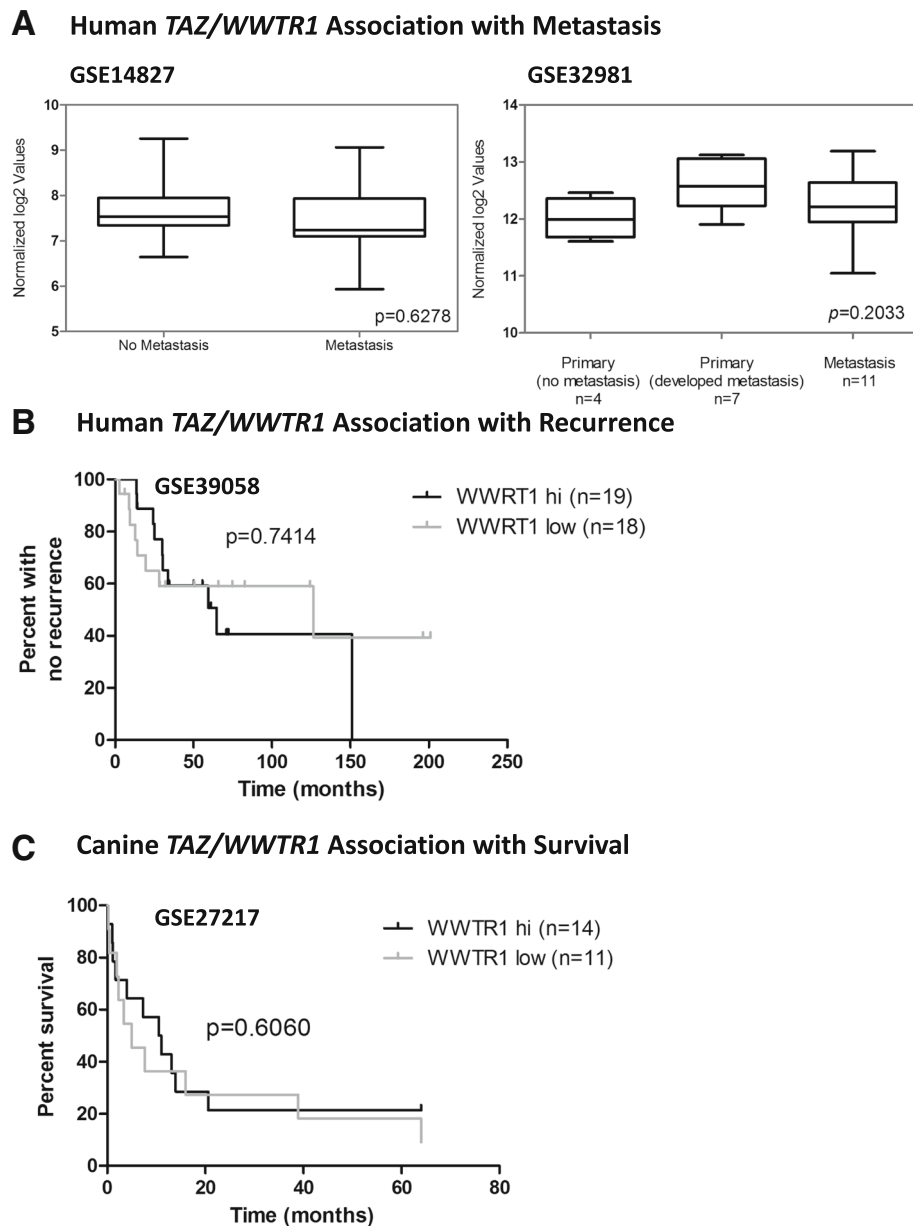 A Human TAZ/WWTR1 Association with Metastasis
GSE14827
GSE32981
Normalized log2 Values
10
9
8
7
6
5
No Metastasis
Metastasis
p=0.6278
Normalized log2 Values
14
13
12
11
10
p=0.2033
Primary
(no metastasis)
n=4
Primary
(developed metastasis)
n=7
Metastasis
n=11
B Human TAZ/WWTR1 Association with Recurrence
GSE39058
p=0.7414
WWRT1 hi (n=19)
WWRT1 low (n=18)
Percent with
no recurrence
100
80
60
40
20
0
0 50 100 150 200 250
Time (months)
C Canine TAZ/WWTR1 Association with Survival
GSE27217
p=0.6060
WWTR1 hi (n=14)
WWTR1 low (n=11)
Percent survival
100
80
60
40
20
0
0 20 40 60 80
Time (months)